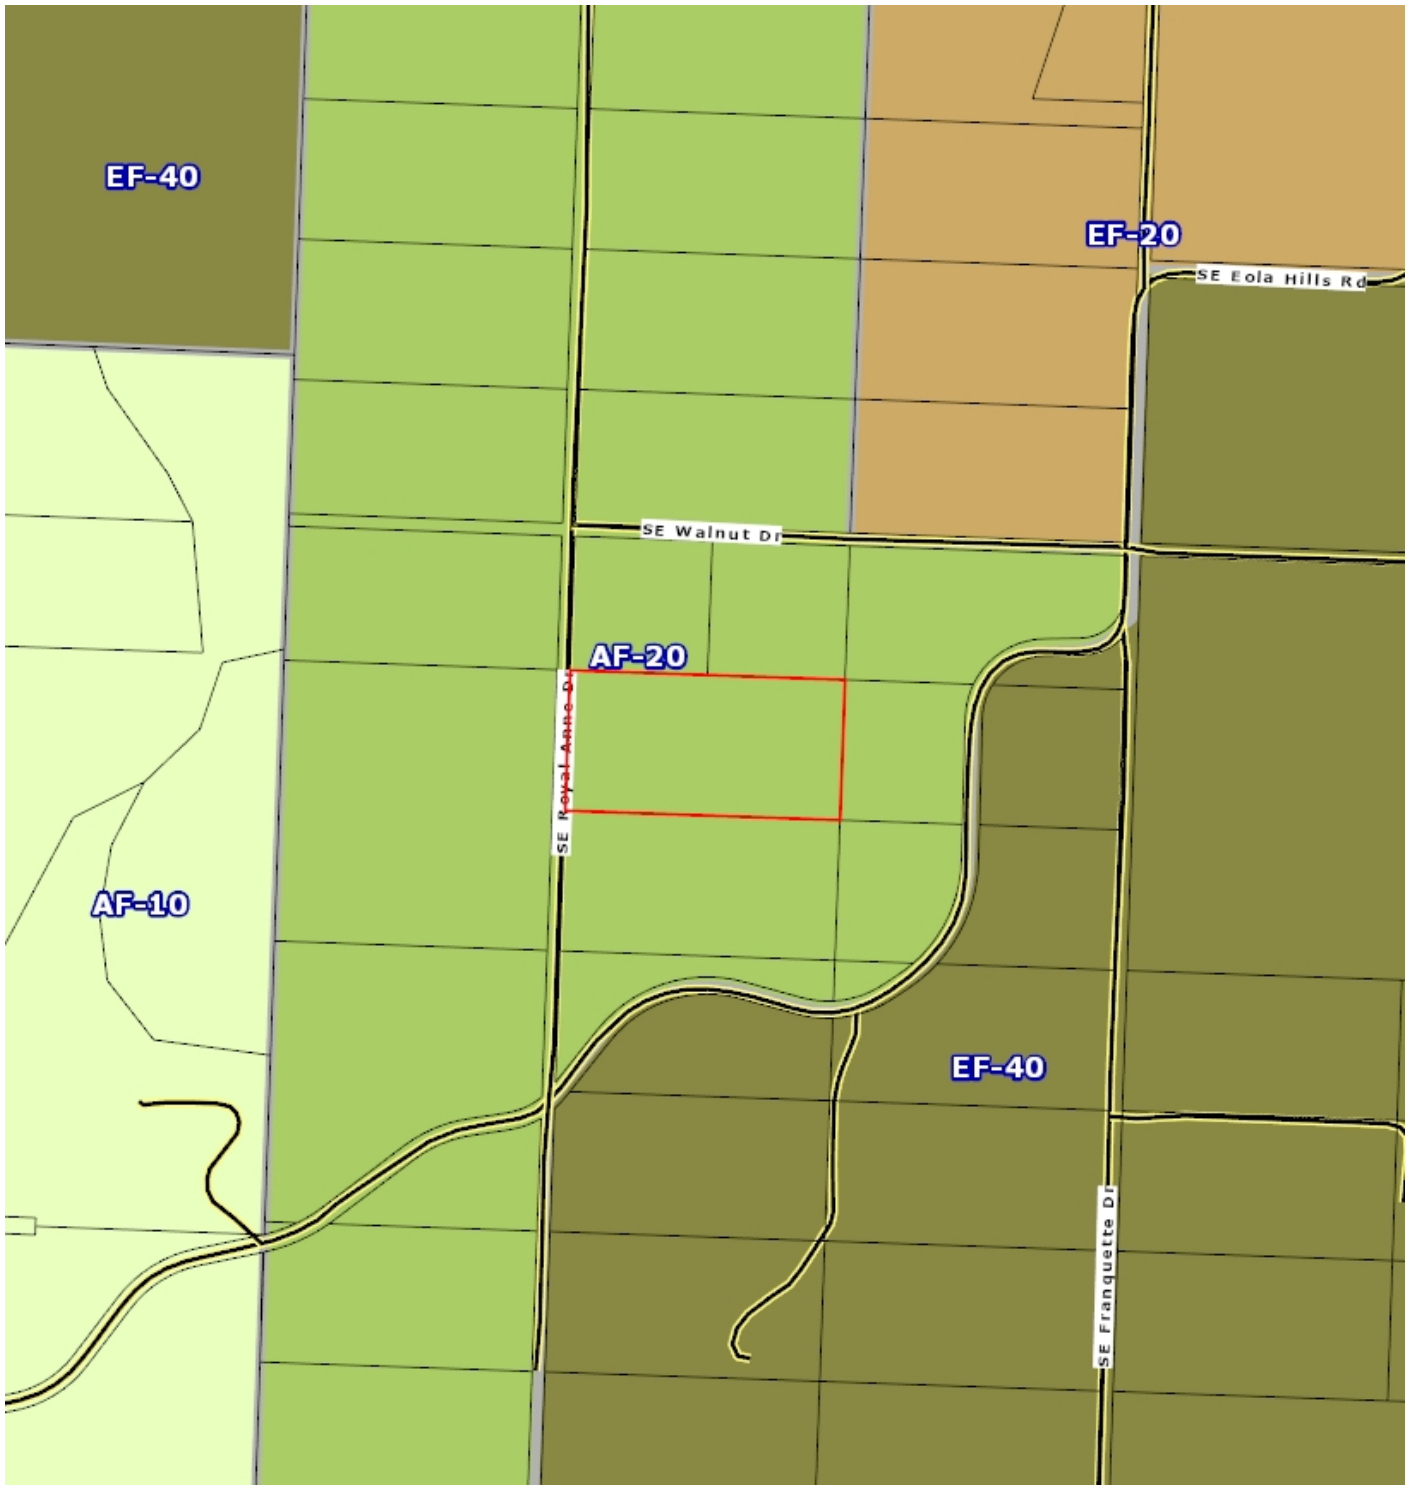 EF-40
EF-20
SE Eola Hills Rd
SE Walnut Dr
AF-20
SE Royal Anne Dr
AF-10
EF-40
SE Franquette Dr